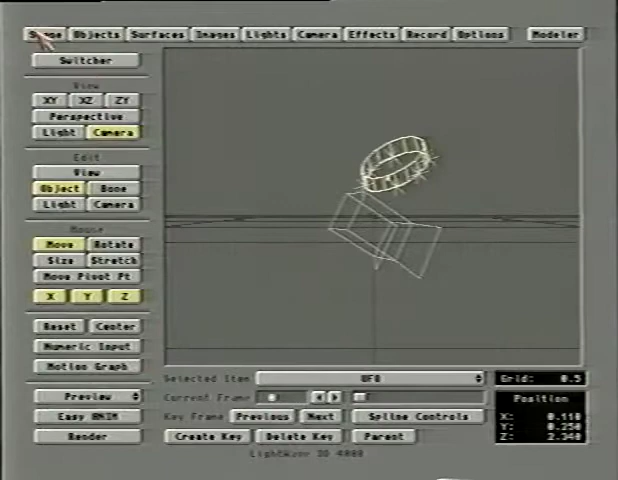 Scene Objects Surfaces Images Lights Camera Effects Record Options Modeler
Switcher
View
XY XZ ZY
Perspective
Light Camera
Edit
View
Object Bone
Light Camera
Mouse
Move Rotate
Size Stretch
Move Pivot Pt
X Y Z
Reset Center
Numeric Input
Motion Graph
Preview
Easy ANIM
Render
Selected Item UFO
Current Frame
Key Frame Previous Next Spline Controls
Create Key Delete Key Parent
LightWave 3D 4000
Grid: 0.5
Position
X: 0.110
Y: 0.250
Z: 2.340